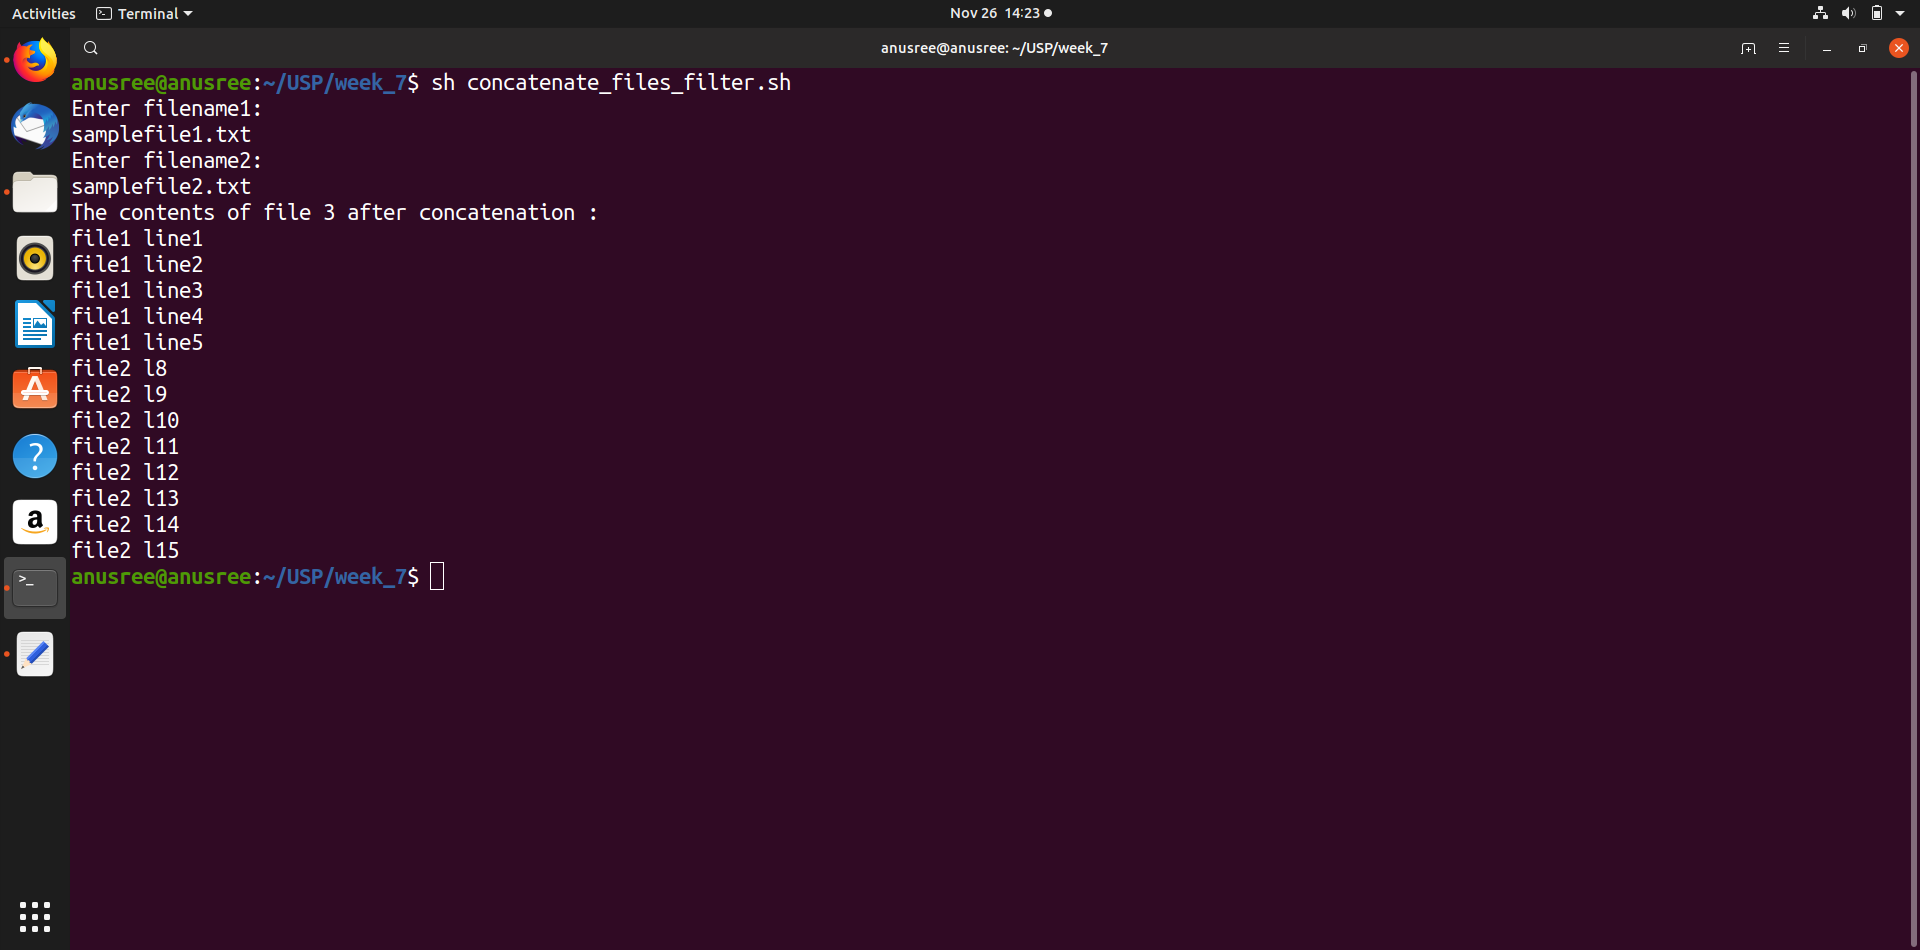 Activities Terminal Nov 26 14:23
anusree@anusree: ~/USP/week_7
anusree@anusree:~/USP/week_7$ sh concatenate_files_filter.sh
Enter filename1:
samplefile1.txt
Enter filename2:
samplefile2.txt
The contents of file 3 after concatenation :
file1 line1
file1 line2
file1 line3
file1 line4
file1 line5
file2 l8
file2 l9
file2 l10
file2 l11
file2 l12
file2 l13
file2 l14
file2 l15
anusree@anusree:~/USP/week_7$